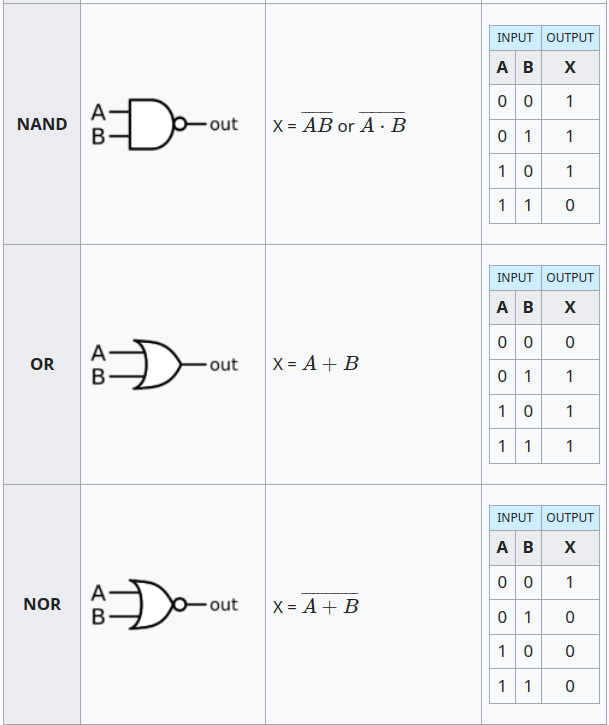 NAND
A
B
out
X = \overline{AB} or \overline{A · B}
INPUT OUTPUT
A B X
0 0 1
0 1 1
1 0 1
1 1 0
OR
A
B
out
X = A + B
INPUT OUTPUT
A B X
0 0 0
0 1 1
1 0 1
1 1 1
NOR
A
B
out
X = \overline{A + B}
INPUT OUTPUT
A B X
0 0 1
0 1 0
1 0 0
1 1 0